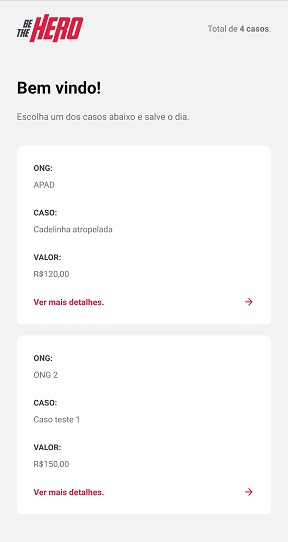 BE THE HERO
Total de 4 casos.
Bem vindo!
Escolha um dos casos abaixo e salve o dia.
ONG:
APAD
CASO:
Cadelinha atropelada
VALOR:
R$120,00
Ver mais detalhes.
ONG:
ONG 2
CASO:
Caso teste 1
VALOR:
R$150,00
Ver mais detalhes.